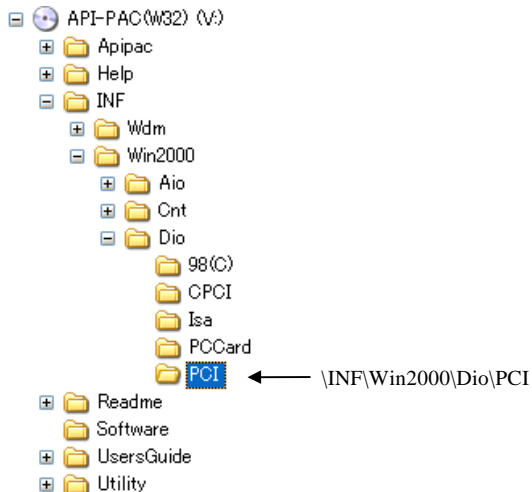 API-PAC(W32) (V:)
Apipac
Help
INF
Wdm
Win2000
Aio
Cnt
Dio
98(C)
CPCI
Isa
PCCard
PCI \INF\Win2000\Dio\PCI
Readme
Software
UsersGuide
Utility